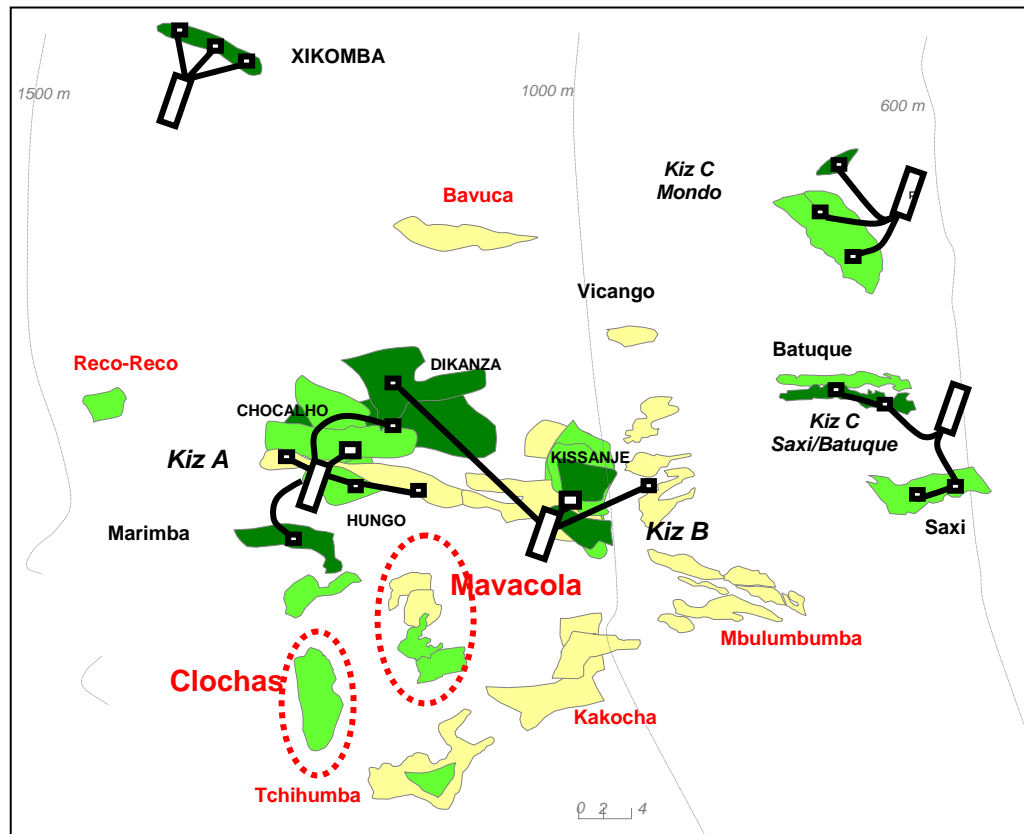 XIKOMBA
1500 m
1000 m
600 m
Kiz C
Mondo
Bavuca
Vicango
Reco-Reco
DIKANZA
Batuque
CHOCALHO
Kiz C
Saxi/Batuque
Kiz A
KISSANJE
HUNGO
Marimba
Kiz B
Saxi
Mavacola
Mbulumbumba
Clochas
Kakocha
Tchihumba
0 2 4